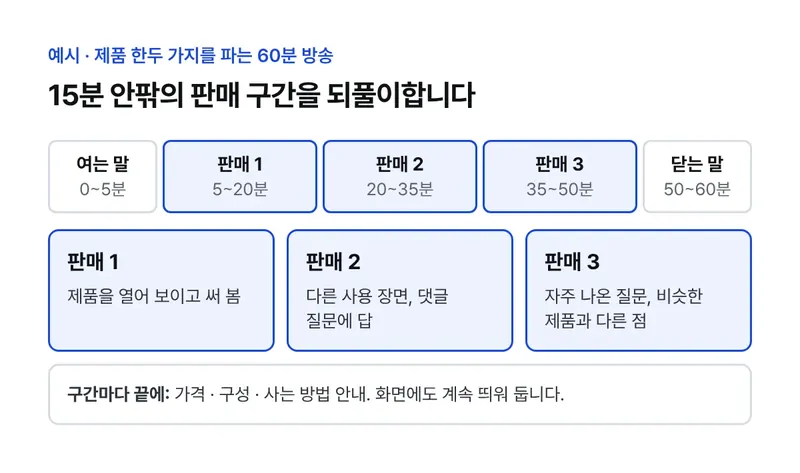 예시 · 제품 한두 가지를 파는 60분 방송
15분 안팎의 판매 구간을 되풀이합니다
여는 말
0~5분
판매 1
5~20분
판매 2
20~35분
판매 3
35~50분
닫는 말
50~60분
판매 1
제품을 열어 보이고 써 봄
판매 2
다른 사용 장면, 댓글
질문에 답
판매 3
자주 나온 질문, 비슷한
제품과 다른 점
구간마다 끝에: 가격 · 구성 · 사는 방법 안내. 화면에도 계속 띄워 둡니다.